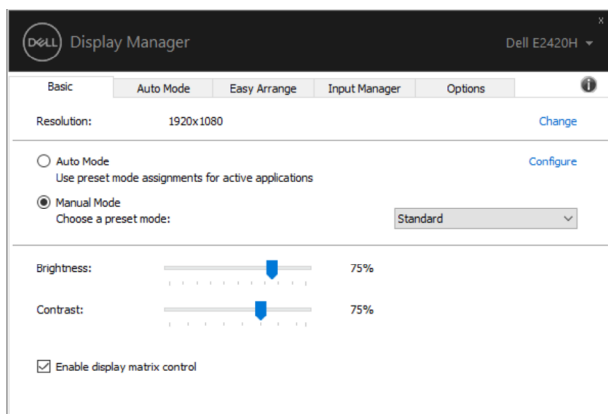 DELL Display Manager Dell E2420H
x
Basic Auto Mode Easy Arrange Input Manager Options i
Resolution: 1920x1080 Change
Auto Mode Configure
Use preset mode assignments for active applications
Manual Mode
Choose a preset mode: Standard
Brightness: 75%
Contrast: 75%
Enable display matrix control